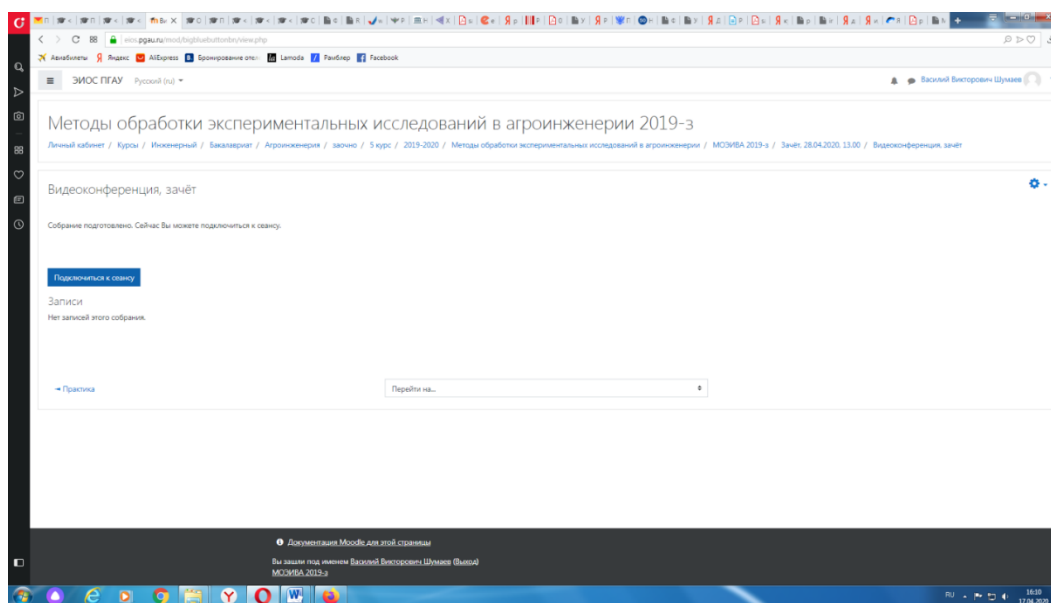 eios.pgau.ru/mod/bigbluebuttonbn/view.php
Авиабилеты Яндекс AliExpress Бронирование отел Lamoda Рамблер Facebook
ЭИОС ПГАУ Русский (ru) Василий Викторович Шумаев
Методы обработки экспериментальных исследований в агроинженерии 2019-з
Личный кабинет / Курсы / Инженерный / Бакалавриат / Агроинженерия / заочно / 5 курс / 2019-2020 / Методы обработки экспериментальных исследований в агроинженерии / МОЭИВА 2019-з / Зачёт, 28.04.2020, 13.00 / Видеоконференция, зачёт
Видеоконференция, зачёт
Собрание подготовлено. Сейчас Вы можете подключиться к сеансу.
Подключиться к сеансу
Записи
Нет записей этого собрания.
Практика
Перейти на...
Документация Moodle для этой страницы
Вы зашли под именем Василий Викторович Шумаев (Выход)
МОЭИВА 2019-з
RU 16:10
17.04.2020